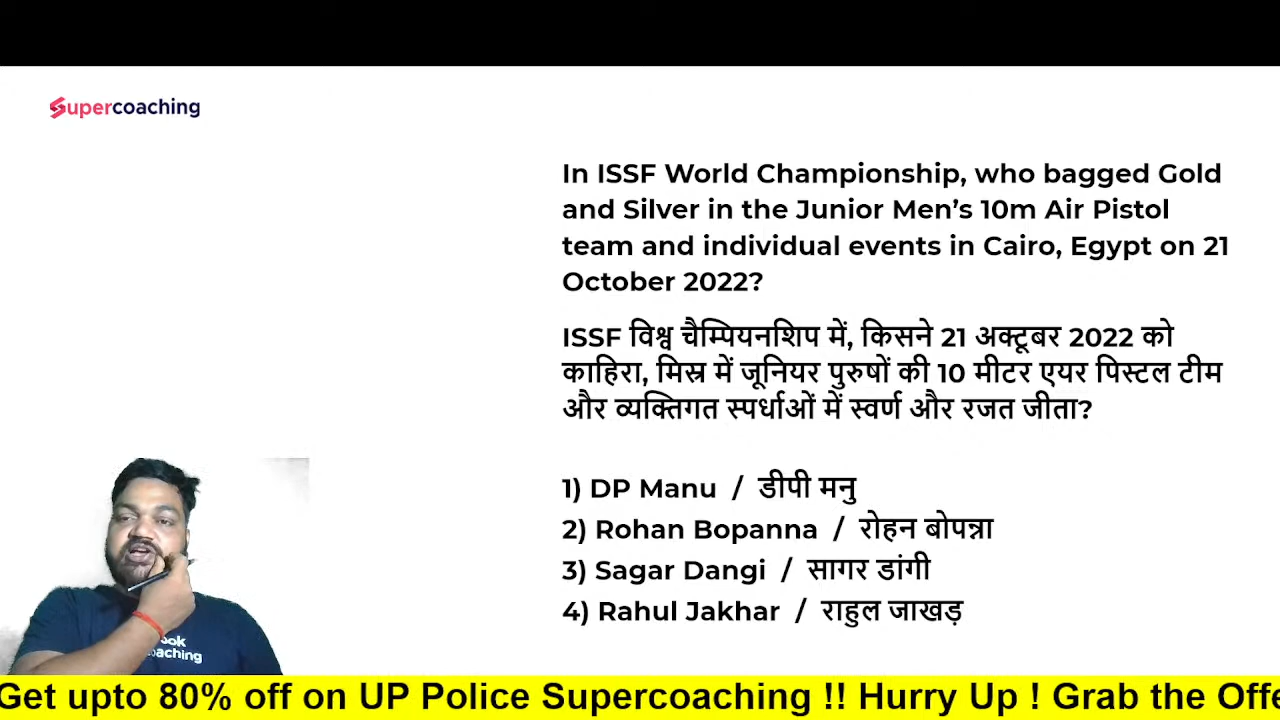 Supercoaching
In ISSF World Championship, who bagged Gold
and Silver in the Junior Men’s 10m Air Pistol
team and individual events in Cairo, Egypt on 21
October 2022?
ISSF विश्व चैम्पियनशिप में, किसने 21 अक्टूबर 2022 को
काहिरा, मिस्र में जूनियर पुरुषों की 10 मीटर एयर पिस्टल टीम
और व्यक्तिगत स्पर्धाओं में स्वर्ण और रजत जीता?
1) DP Manu / डीपी मनु
2) Rohan Bopanna / रोहन बोपन्ना
3) Sagar Dangi / सागर डांगी
4) Rahul Jakhar / राहुल जाखड़
Get upto 80% off on UP Police Supercoaching !! Hurry Up ! Grab the Offe